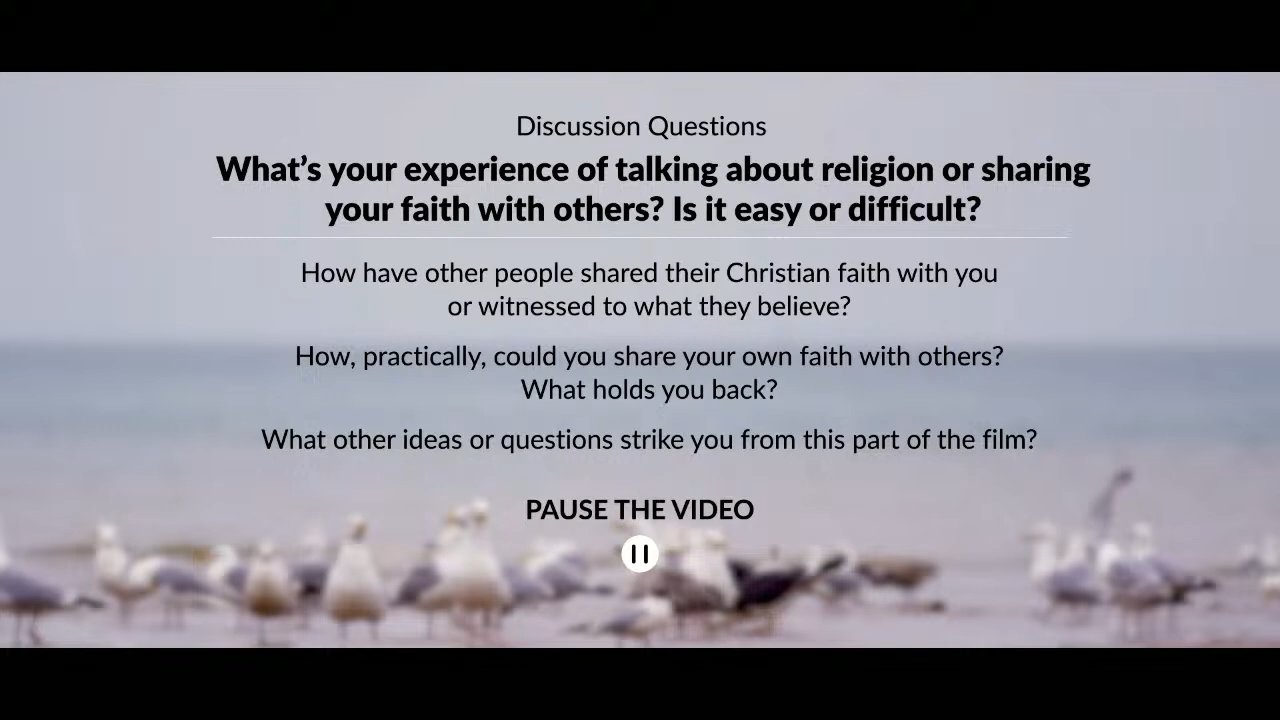 Discussion Questions
What’s your experience of talking about religion or sharing
your faith with others? Is it easy or difficult?
How have other people shared their Christian faith with you
or witnessed to what they believe?
How, practically, could you share your own faith with others?
What holds you back?
What other ideas or questions strike you from this part of the film?
PAUSE THE VIDEO